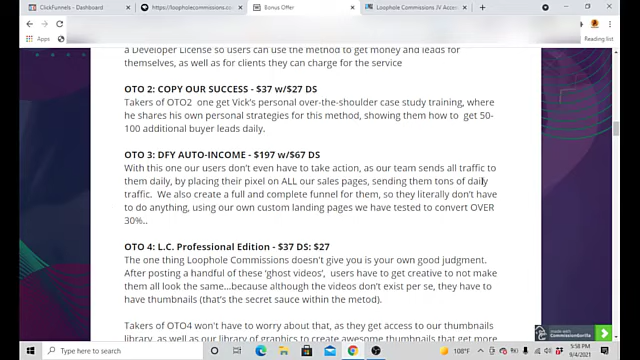 ClickFunnels - Dashboard
https://loopholecommissions.co
Bonus Offer
Loophole Commissions JV Acces
Apps
Reading list
a Developer License so users can use the method to get money and leads for
themselves, as well as for clients they can charge for the service
OTO 2: COPY OUR SUCCESS - $37 w/$27 DS
Takers of OTO2 one get Vick's personal over-the-shoulder case study training, where
he shares his own personal strategies for this method, showing them how to get 50-
100 additional buyer leads daily.
OTO 3: DFY AUTO-INCOME - $197 w/$67 DS
With this one our users don't even have to take action, as our team sends all traffic to
them daily, by placing their pixel on ALL our sales pages, sending them tons of daily
traffic. We also create a full and complete funnel for them, so they literally don't have
to do anything, using our own custom landing pages we have tested to convert OVER
30%..
OTO 4: L.C. Professional Edition - $37 DS: $27
The one thing Loophole Commissions doesn't give you is your own good judgment.
After posting a handful of these 'ghost videos', users have to get creative to not make
them all look the same...because although the videos don't exist per se, they have to
have thumbnails (that's the secret sauce within the metod).
Takers of OTO4 won't have to worry about that, as they get access to our thumbnails
library, as well as our library of graphics to create awesome thumbnails that get more
made with
CommissionGorilla
Type here to search
108°F
5:58 PM
9/4/2021